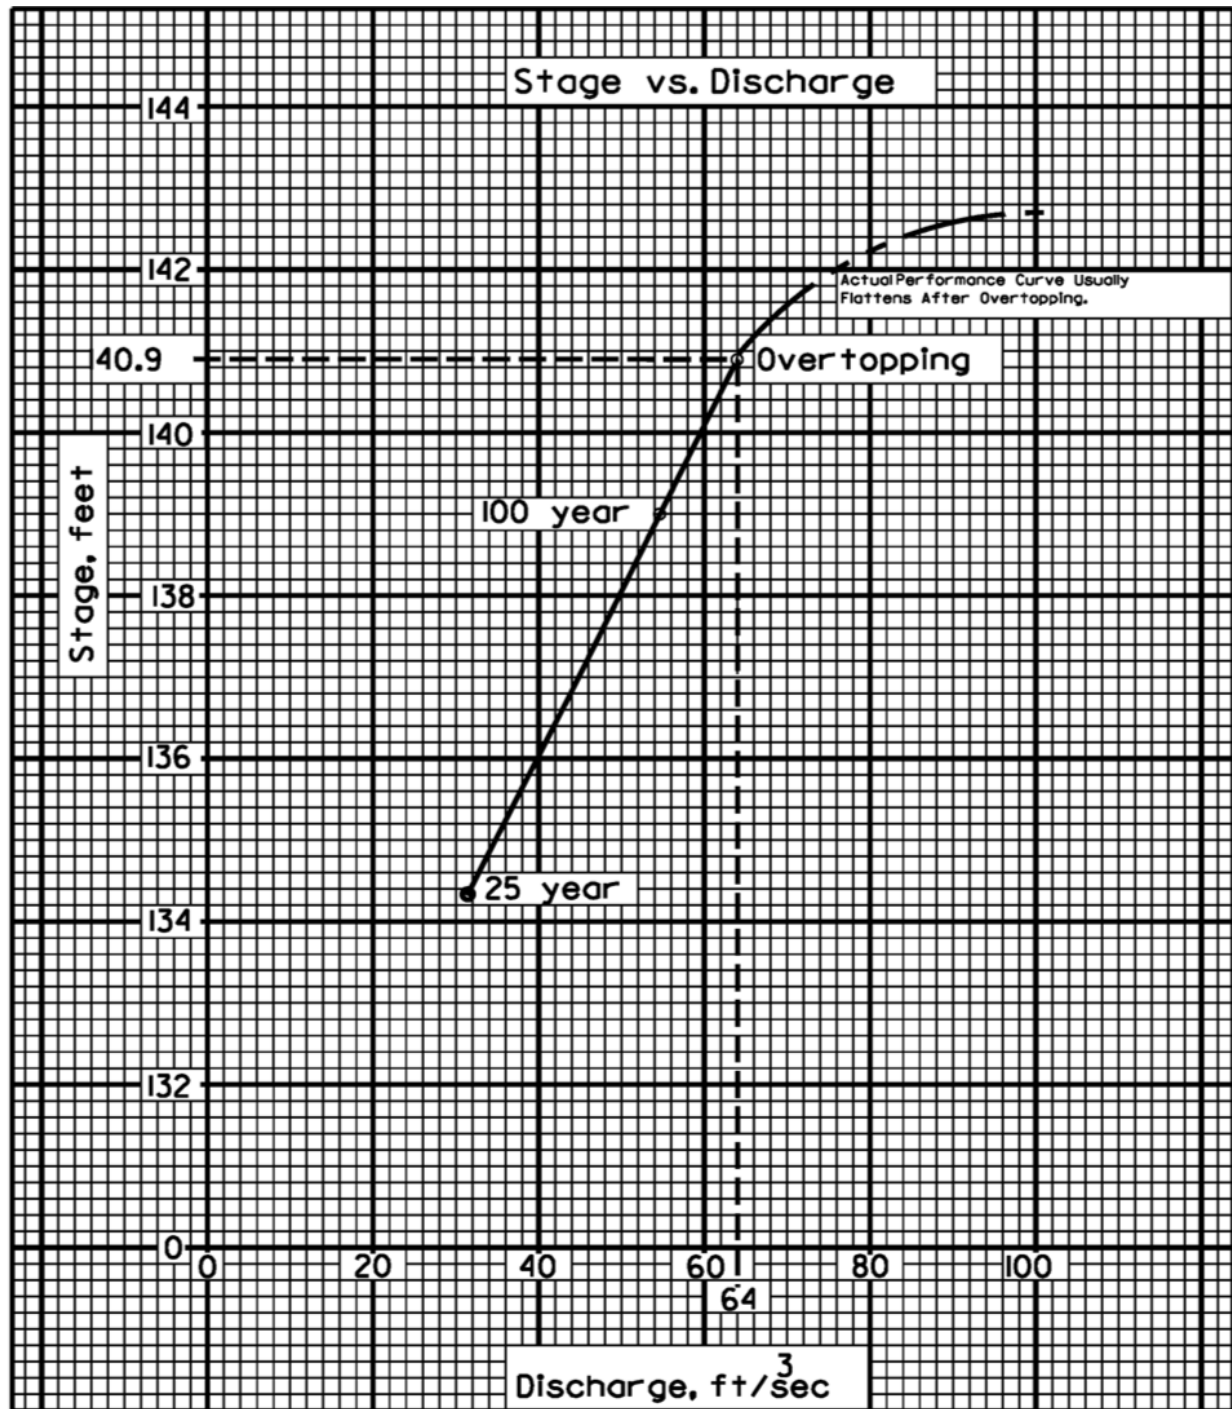 Stage vs. Discharge
144
142
Actual Performance Curve Usually
Flattens After Overtopping.
40.9
Overtopping
140
100 year
Stage, feet
138
136
25 year
134
132
0
0 20 40 60 80 100
64
Discharge, ft³/sec